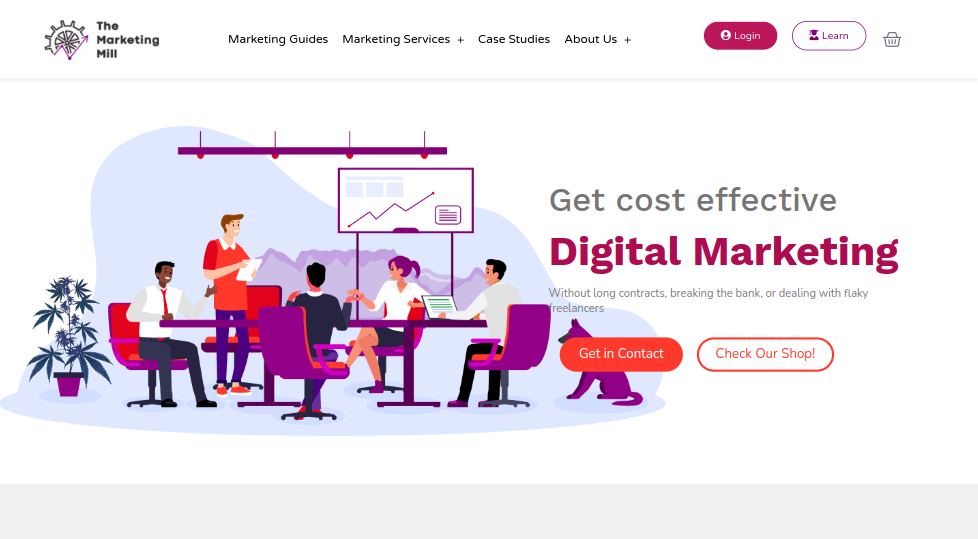 The
Marketing
Mill
Marketing Guides
Marketing Services +
Case Studies
About Us +
Login
Learn
Get cost effective
Digital Marketing
Without long contracts, breaking the bank, or dealing with flaky
freelancers
Get in Contact
Check Our Shop!